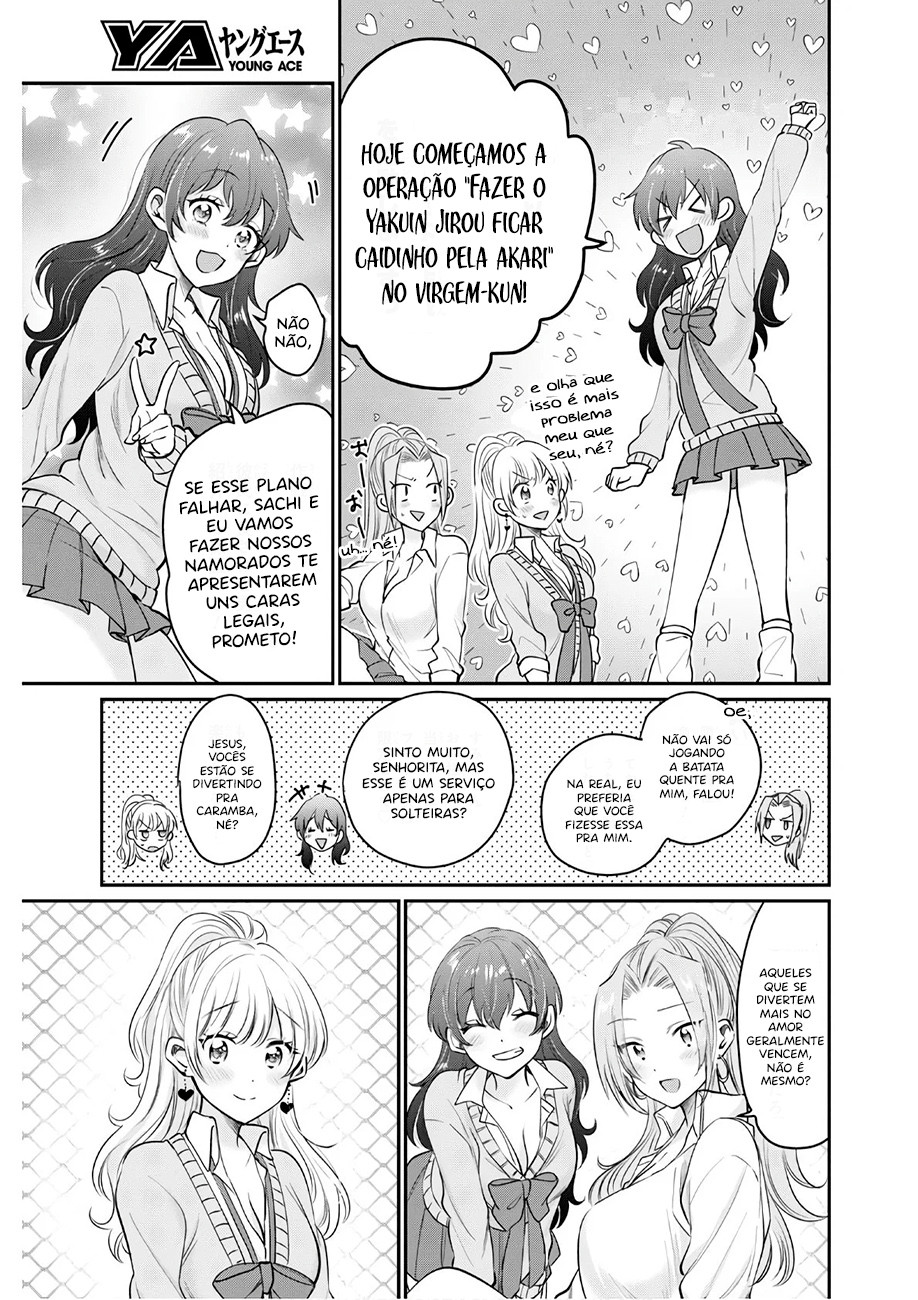 YA ヤングエース
YOUNG ACE
HOJE COMEÇAMOS A
OPERAÇÃO "FAZER O
YAKUIN JIROU FICAR
CAIDINHO PELA AKARI"
NO VIRGEM-KUN!
e olha que
isso é mais
problema
meu que
seu, né?
お〜
お〜
uh... né!
NÃO
NÃO,
SE ESSE PLANO
FALHAR, SACHI E
EU VAMOS
FAZER NOSSOS
NAMORADOS TE
APRESENTAREM
UNS CARAS
LEGAIS,
PROMETO!
oe,
NÃO VAI SÓ
JOGANDO
A BATATA
QUENTE PRA
MIM, FALOU!
NA REAL, EU
PREFERIA
QUE VOCÊ
FIZESSE ESSA
PRA MIM.
SINTO MUITO,
SENHORITA, MAS
ESSE É UM SERVIÇO
APENAS PARA
SOLTEIRAS?
JESUS,
VOCÊS
ESTÃO SE
DIVERTINDO
PRA
CARAMBA,
NÉ?
AQUELES
QUE SE
DIVERTEM
MAIS NO
AMOR
GERALMENTE
VENCEM,
NÃO É
MESMO?